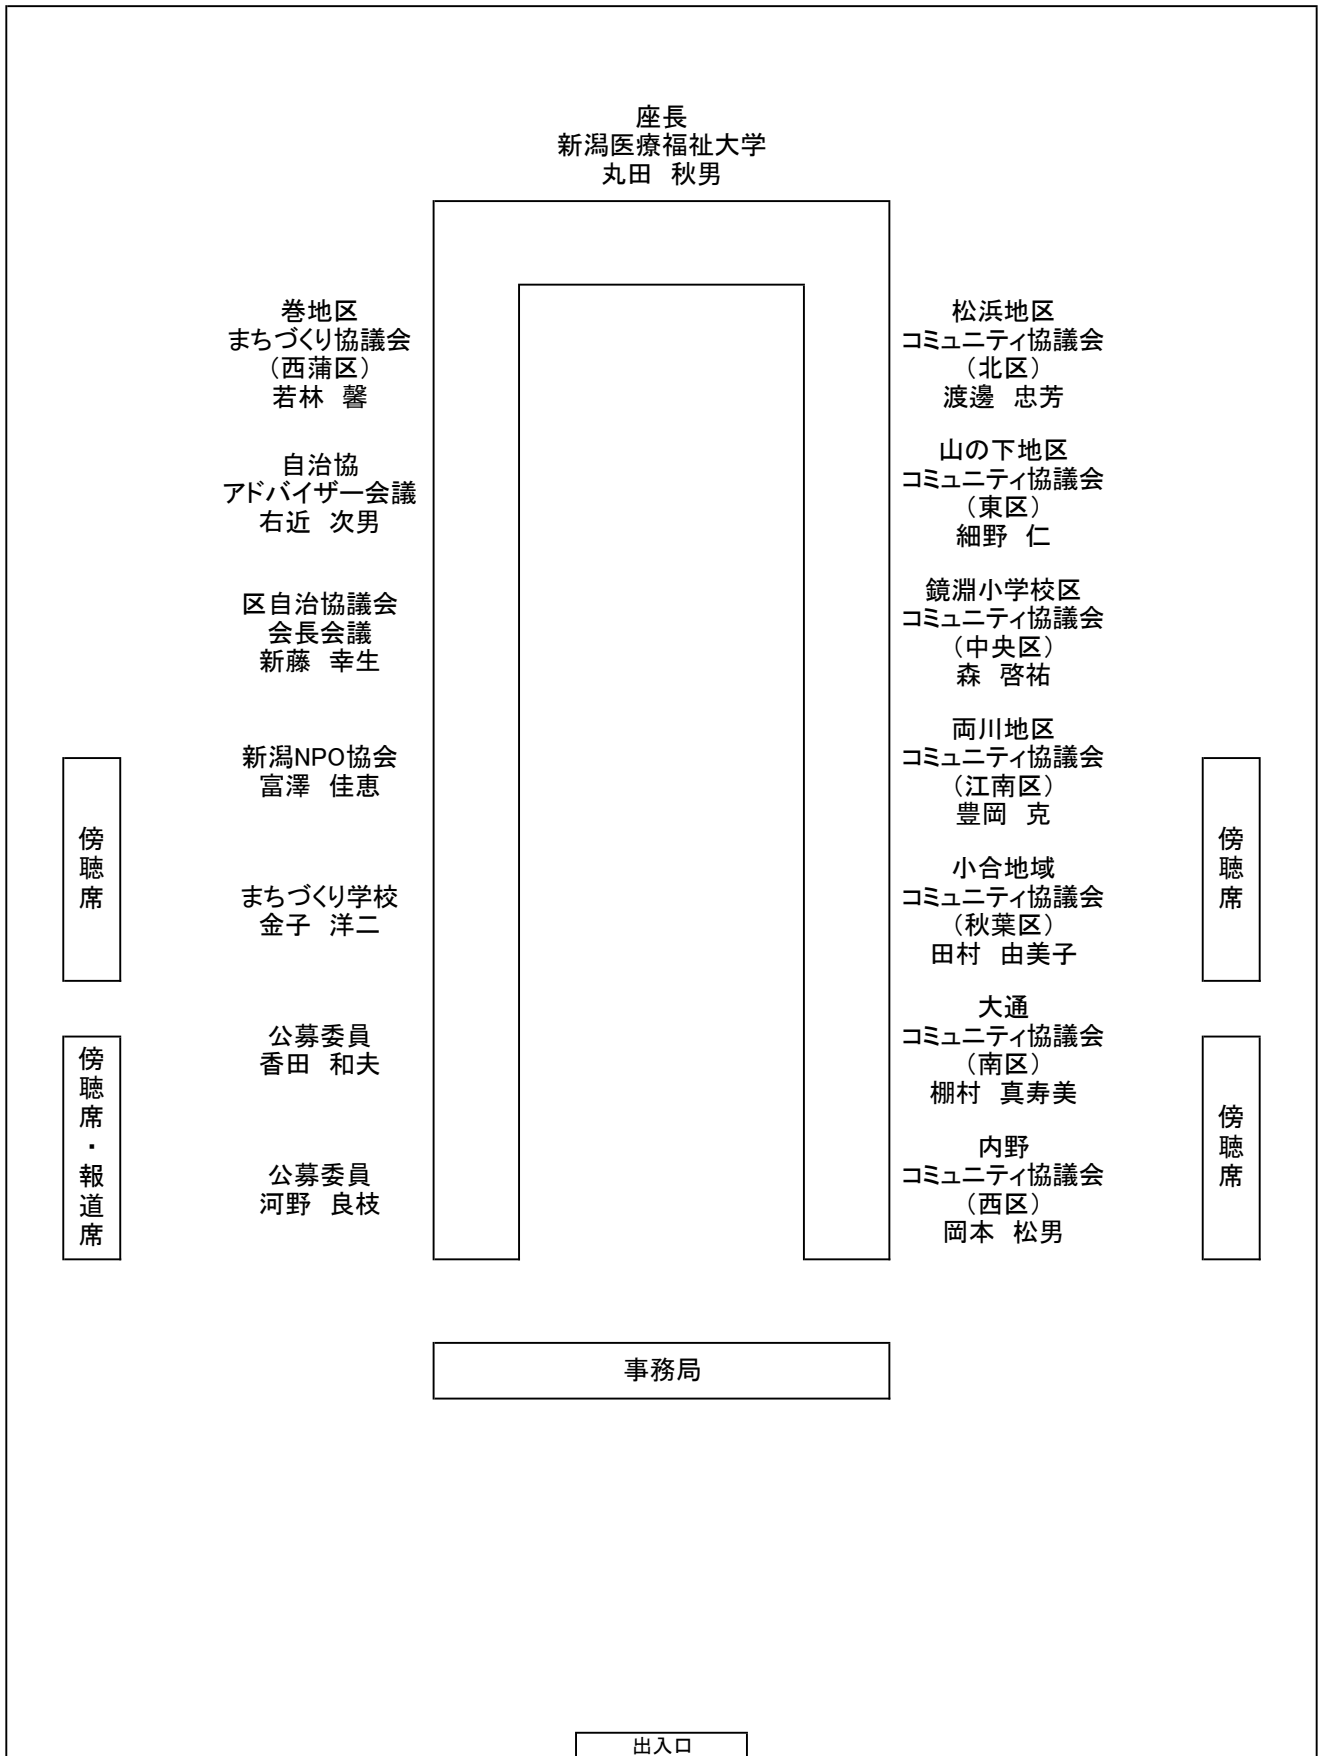 座長
新潟医療福祉大学
丸田　秋男
巻地区
まちづくり協議会
（西蒲区）
若林　馨
自治協
アドバイザー会議
右近　次男
区自治協議会
会長会議
新藤　幸生
新潟NPO協会
富澤　佳恵
まちづくり学校
金子　洋二
公募委員
香田　和夫
公募委員
河野　良枝
松浜地区
コミュニティ協議会
（北区）
渡邊　忠芳
山の下地区
コミュニティ協議会
（東区）
細野　仁
鏡淵小学校区
コミュニティ協議会
（中央区）
森　啓祐
両川地区
コミュニティ協議会
（江南区）
豊岡　克
小合地域
コミュニティ協議会
（秋葉区）
田村　由美子
大通
コミュニティ協議会
（南区）
棚村　真寿美
内野
コミュニティ協議会
（西区）
岡本　松男
傍聴席
傍聴席・報道席
傍聴席
傍聴席
事務局
出入口